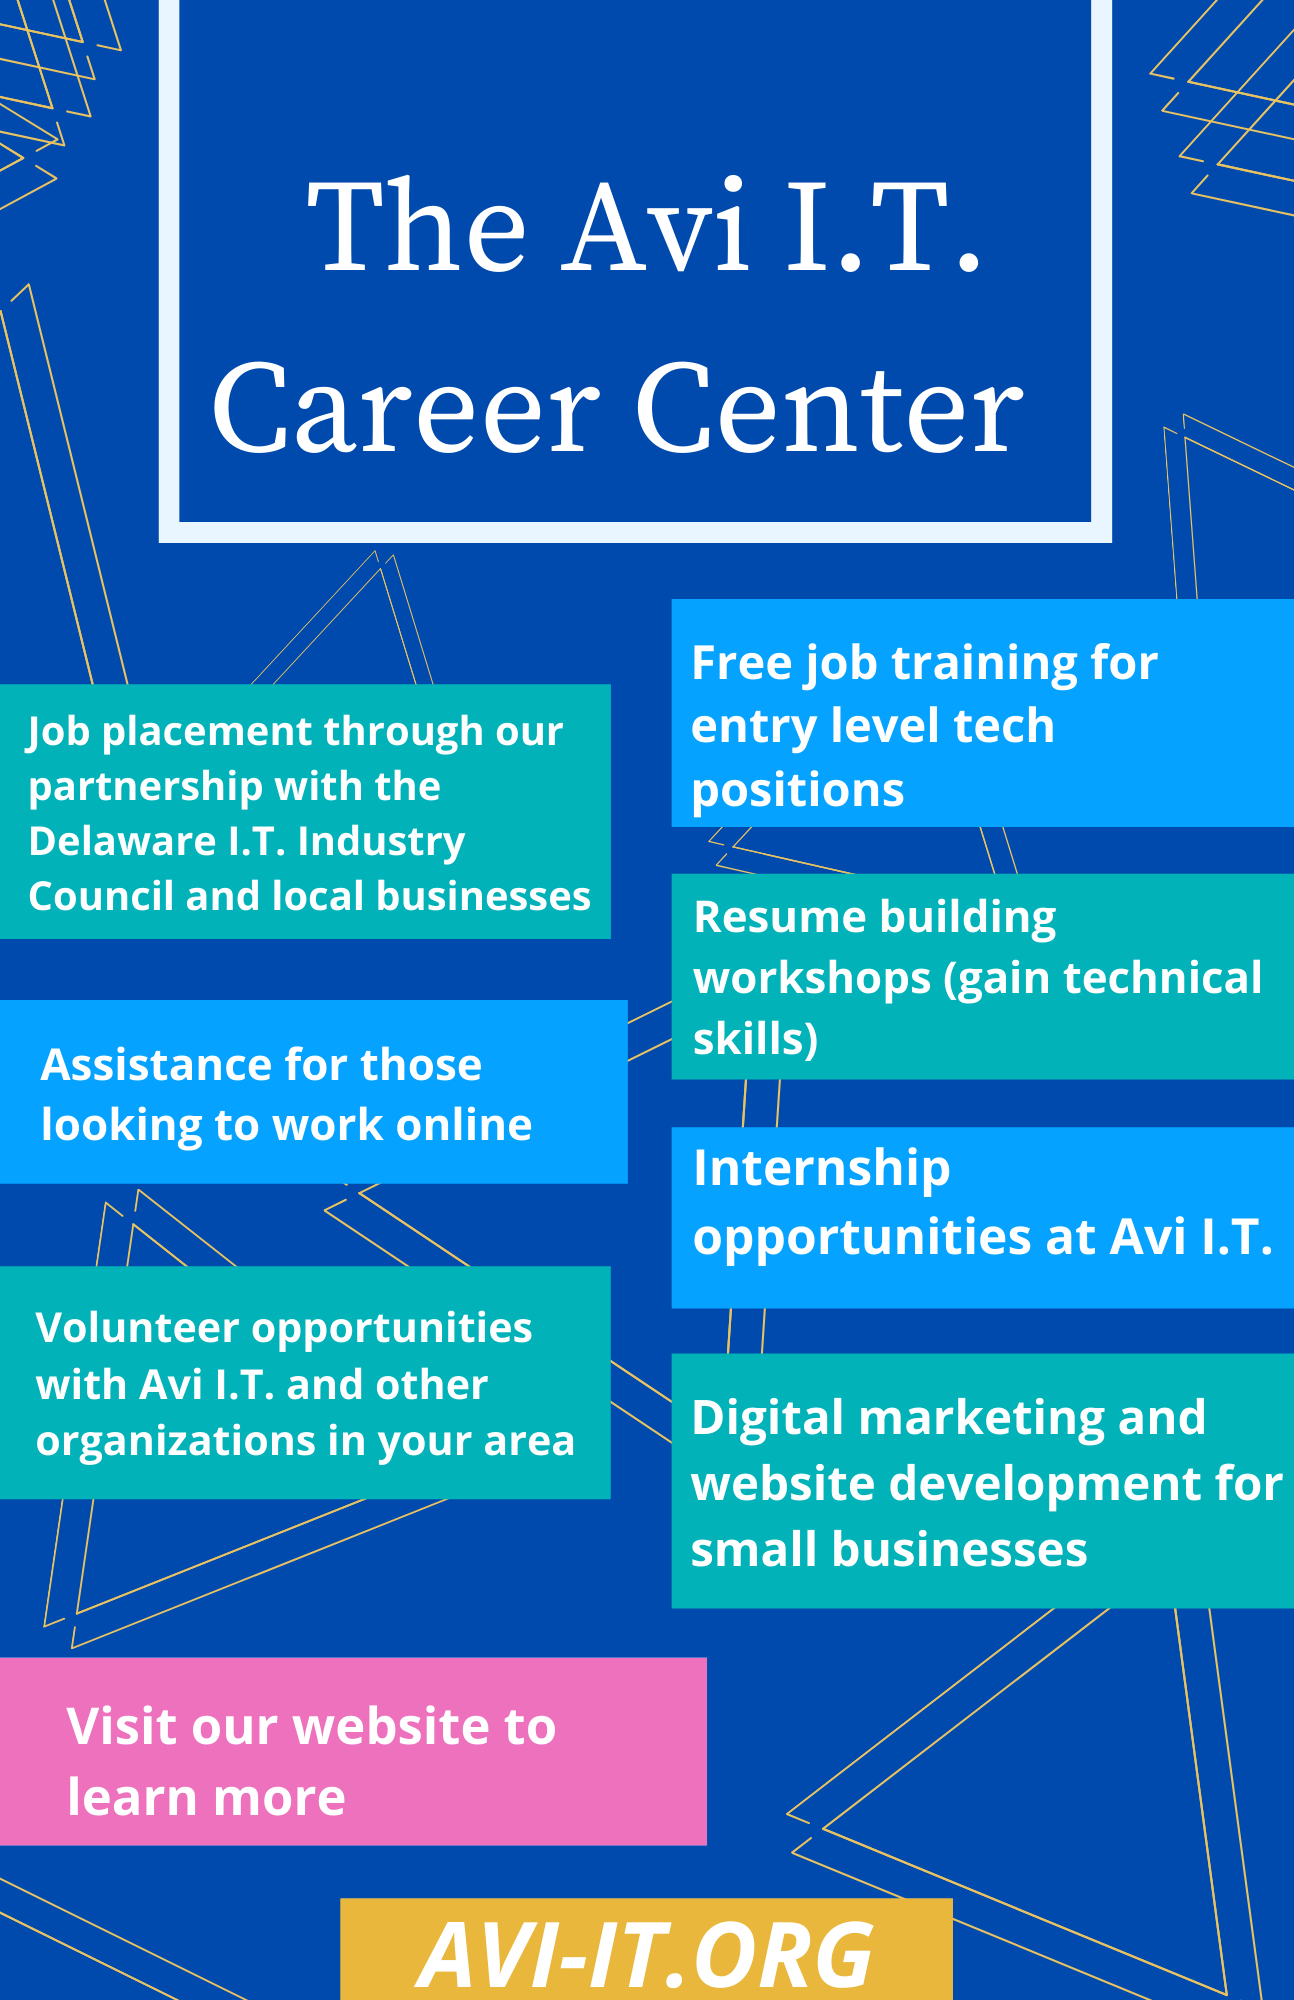 The Avi I.T.
Career Center
Job placement through our
partnership with the
Delaware I.T. Industry
Council and local businesses
Assistance for those
looking to work online
Volunteer opportunities
with Avi I.T. and other
organizations in your area
Free job training for
entry level tech
positions
Resume building
workshops (gain technical
skills)
Internship
opportunities at Avi I.T.
Digital marketing and
website development for
small businesses
Visit our website to
learn more
AVI-IT.ORG